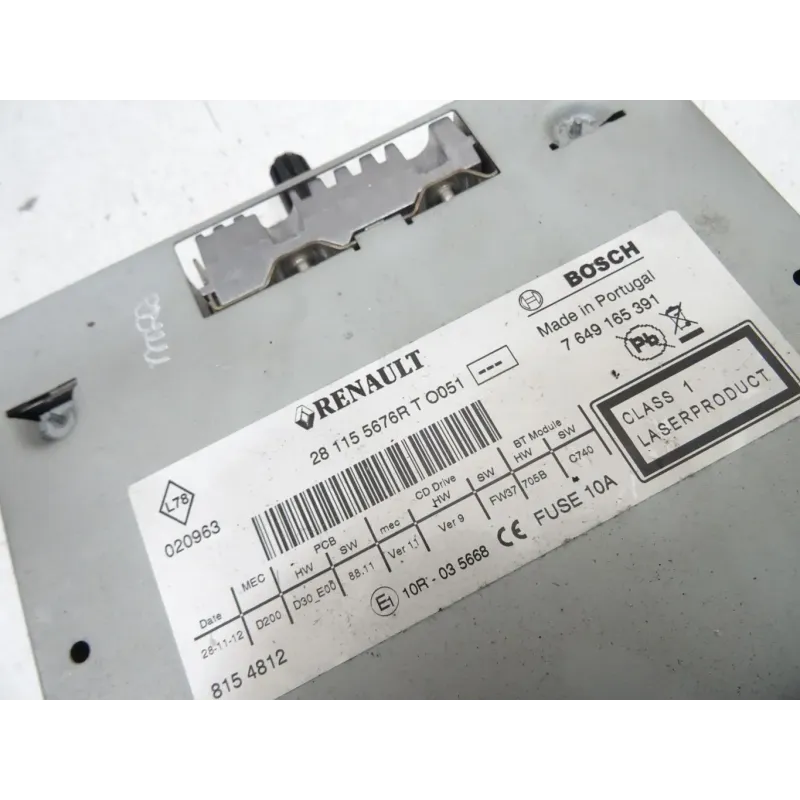 BOSCH
Made in Portugal
7 649 165 391
RENAULT
28 115 5676R T O051 ---
Pb
CLASS 1
LASERPRODUCT
L78
020963
PCB CD Drive BT Module
Date MEC HW SW mec HW SW HW SW
28-11-12 D200 D30_E00 88.11 Ver 11 Ver 9 FW37 705B C740
E1 10R - 03 5668 CE FUSE 10A
815 4812